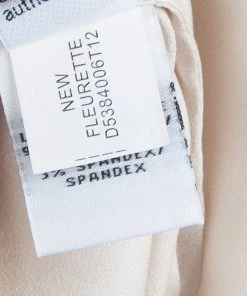 NEW
FLEURETTE
D5384006T12
3% SPANDEX/
SPANDEX